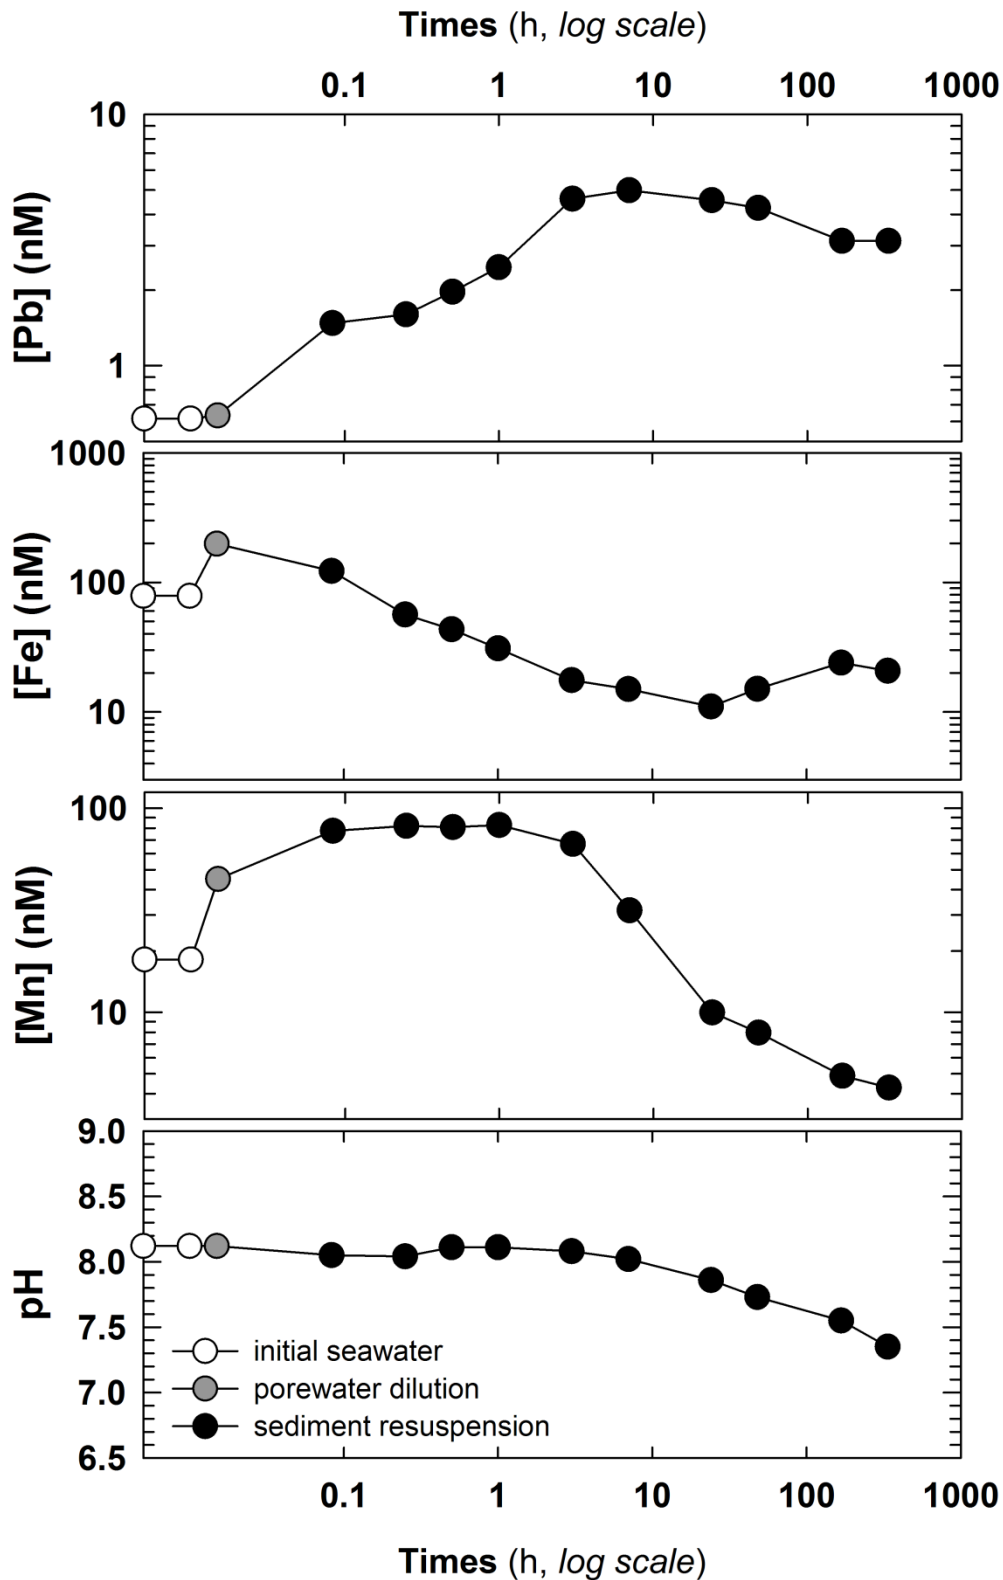 Times (h, log scale)
0.1 1 10 100 1000
10
1
[Pb] (nM)
1000
100
10
[Fe] (nM)
100
10
[Mn] (nM)
9.0
8.5
8.0
7.5
7.0
6.5
pH
initial seawater
porewater dilution
sediment resuspension
0.1 1 10 100 1000
Times (h, log scale)